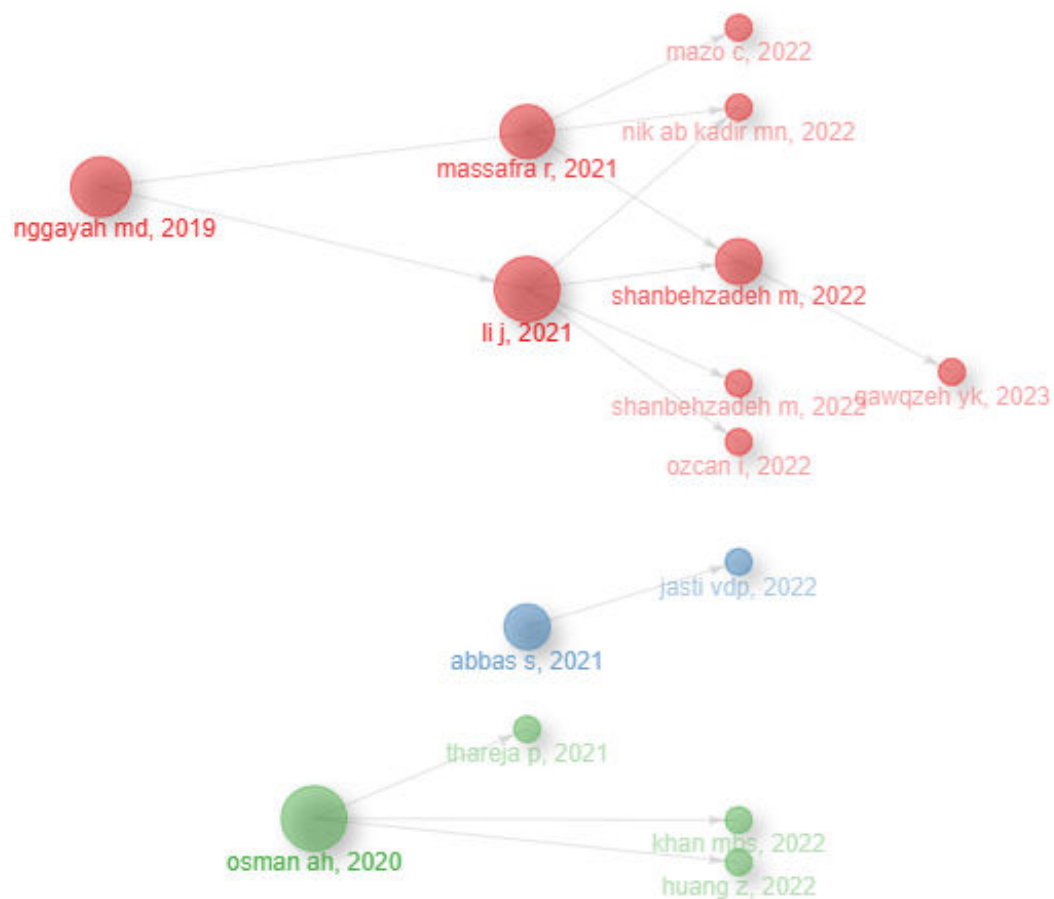 mazo c, 2022
nik ab kadir mn, 2022
massafra r, 2021
nggayah md, 2019
shanbehzadeh m, 2022
li j, 2021
shanbehzadeh m, 2022
gawqzeh yk, 2023
ozcan i, 2022
jasti vdp, 2022
abbas s, 2021
thareja p, 2021
khan mbs, 2022
osman ah, 2020
huang z, 2022